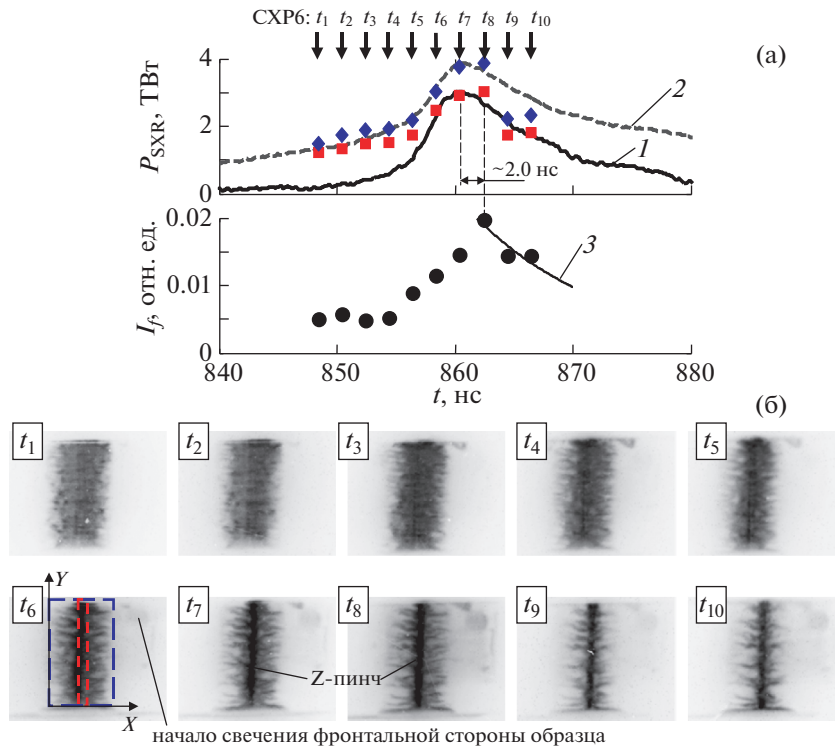 СХР6: t1 t2 t3 t4 t5 t6 t7 t8 t9 t10
(а)
PSXR, ТВт
4
2
0
2
1
~2.0 нс
If, отн. ед.
0.02
0.01
0
3
840 850 860 870 880
t, нс
(б)
t1 t2 t3 t4 t5
t6 t7 t8 t9 t10
Y
X
Z-пинч
начало свечения фронтальной стороны образца